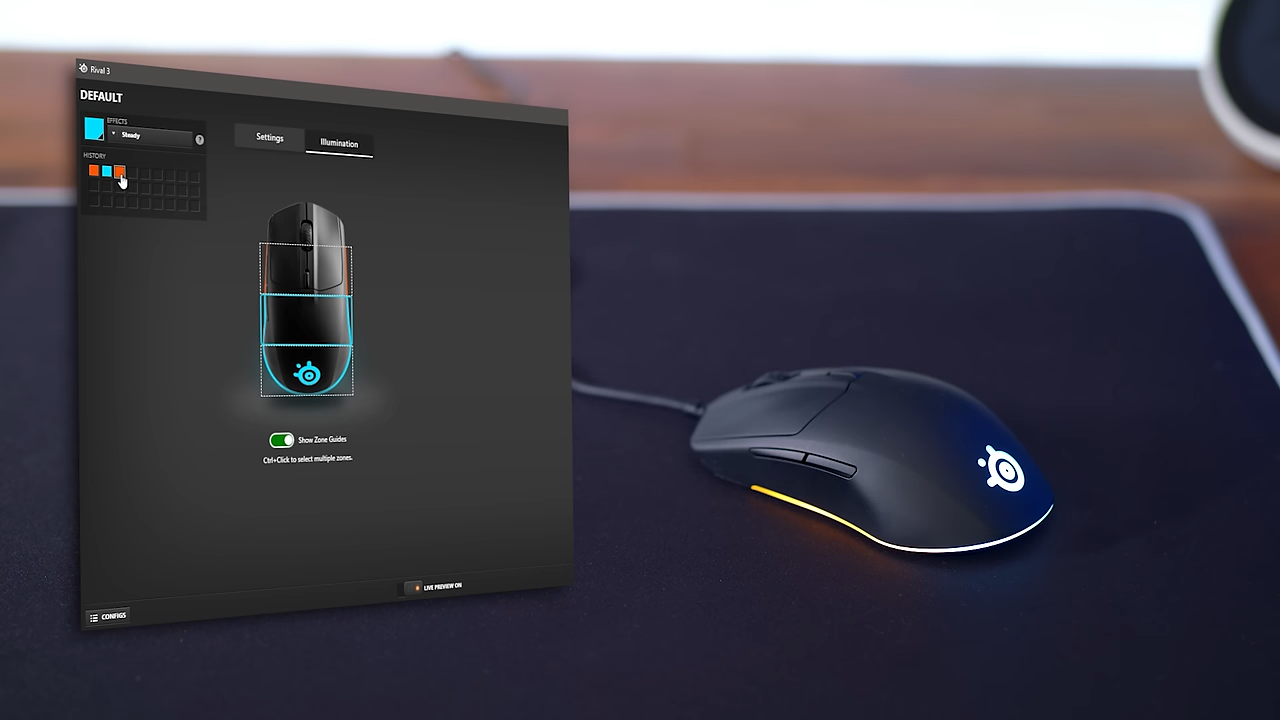 Rival 3
DEFAULT
EFFECTS
Steady
?
HISTORY
Settings
Illumination
Show Zone Guides
Ctrl+Click to select multiple zones.
LIVE PREVIEW ON
CONFIGS